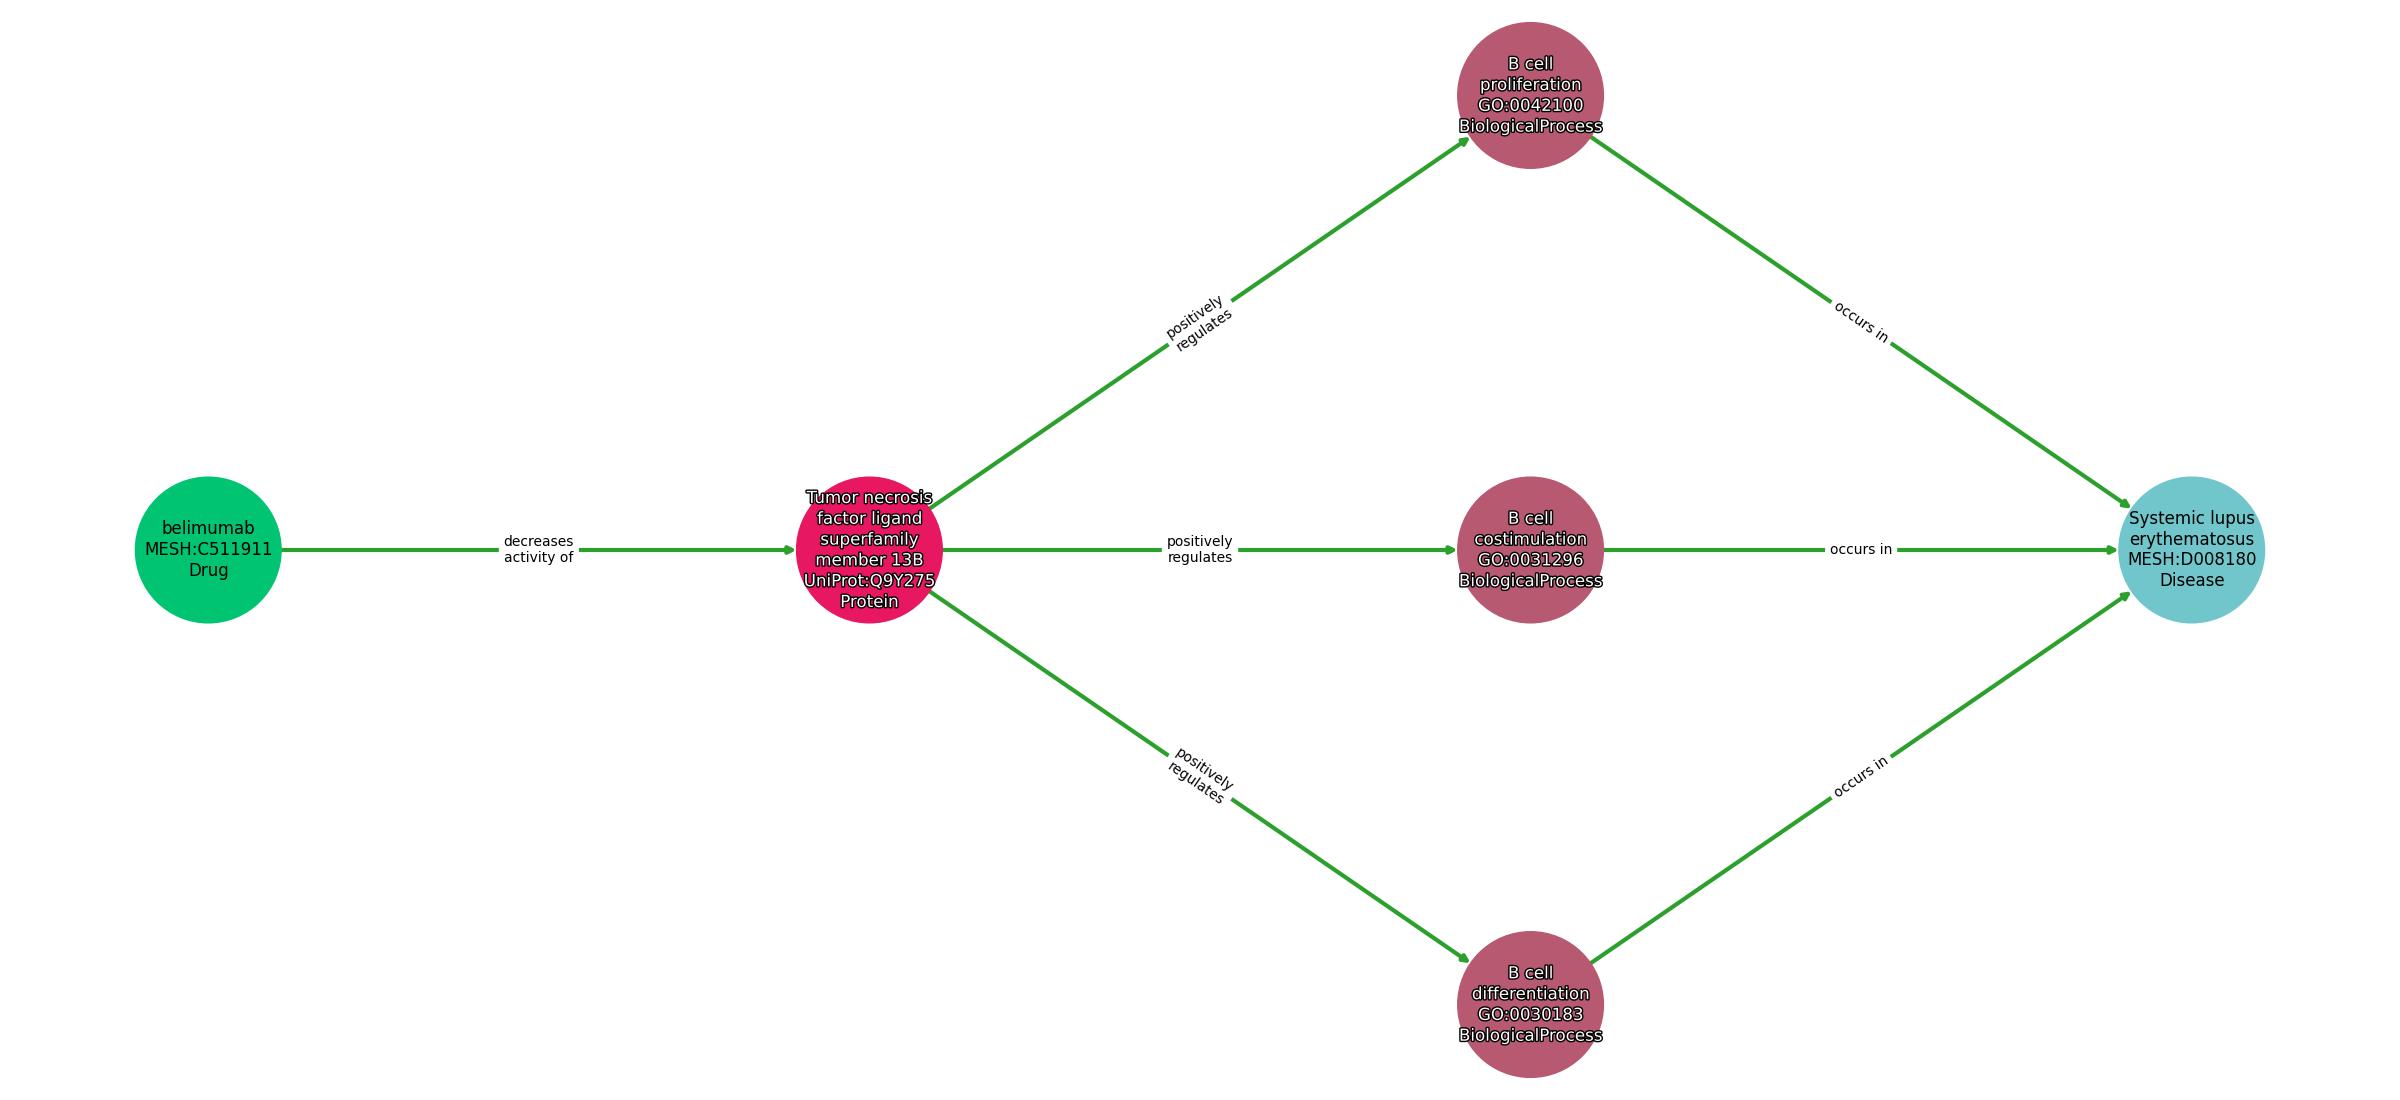 belimumab
MESH:C511911
Drug
decreases
activity of
Tumor necrosis
factor ligand
superfamily
member 13B
UniProt:Q9Y275
Protein
positively
regulates
positively
regulates
positively
regulates
B cell
proliferation
GO:0042100
BiologicalProcess
B cell
costimulation
GO:0031296
BiologicalProcess
B cell
differentiation
GO:0030183
BiologicalProcess
occurs in
occurs in
occurs in
Systemic lupus
erythematosus
MESH:D008180
Disease